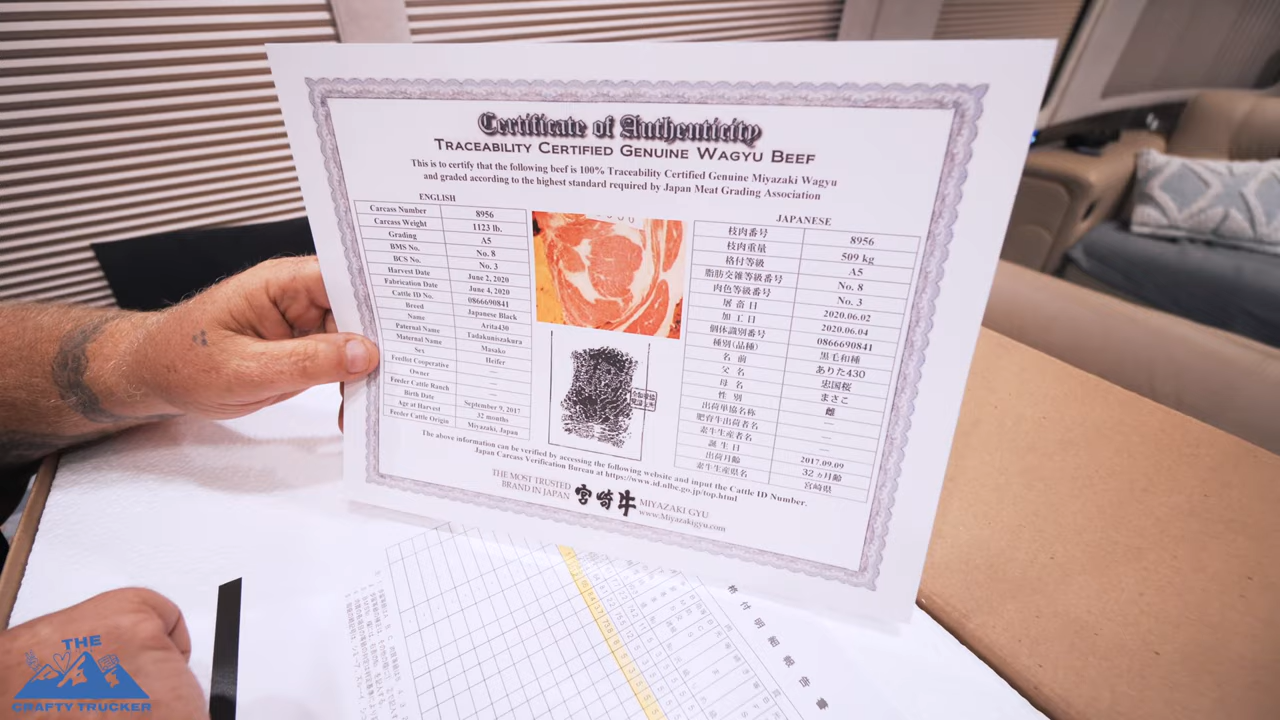 Certificate of Authenticity
TRACEABILITY CERTIFIED GENUINE WAGYU BEEF
This is to certify that the following beef is 100% Traceability Certified Genuine Miyazaki Wagyu
and graded according to the highest standard required by Japan Meat Grading Association
ENGLISH
Carcass Number 8956
Carcass Weight 1123 lb.
Grading A5
BMS No. No. 8
BCS No. No. 3
Harvest Date June 2, 2020
Fabrication Date June 4, 2020
Cattle ID No. 0866690841
Breed Japanese Black
Name Arita430
Paternal Name Tadakuniszakura
Maternal Name Masako
Sex Heifer
Feedlot Cooperative —
Owner —
Feeder Cattle Ranch —
Birth Date September 9, 2017
Age at Harvest 32 months
Feeder Cattle Origin Miyazaki, Japan
JAPANESE
枝肉番号 8956
枝肉重量 509 kg
格付等級 A5
脂肪交雑等級番号 No. 8
肉色等級番号 No. 3
屠畜日 2020.06.02
加工日 2020.06.04
個体識別番号 0866690841
種別(品種) 黒毛和種
名前 ありた430
父名 忠国桜
母名 まさこ
性別 雌
出荷単協名称 —
肥育牛出荷者名 —
素牛生産者名 —
誕生日 2017.09.09
出荷月齢 32ヵ月齢
素牛生産県名 宮崎県
The above information can be verified by accessing the following website and input the Cattle ID Number.
Japan Carcass Verification Bureau at https://www.id.nlbc.go.jp/top.html
THE MOST TRUSTED
BRAND IN JAPAN
宮崎牛
MIYAZAKI GYU
www.Miyazakigyu.com
格付明細報告書
THE
CRAFTY TRUCKER